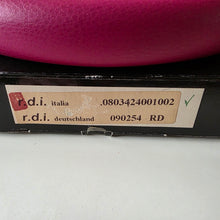 r.d.i. italia .0803424001002
r.d.i. deutschland 090254 RD